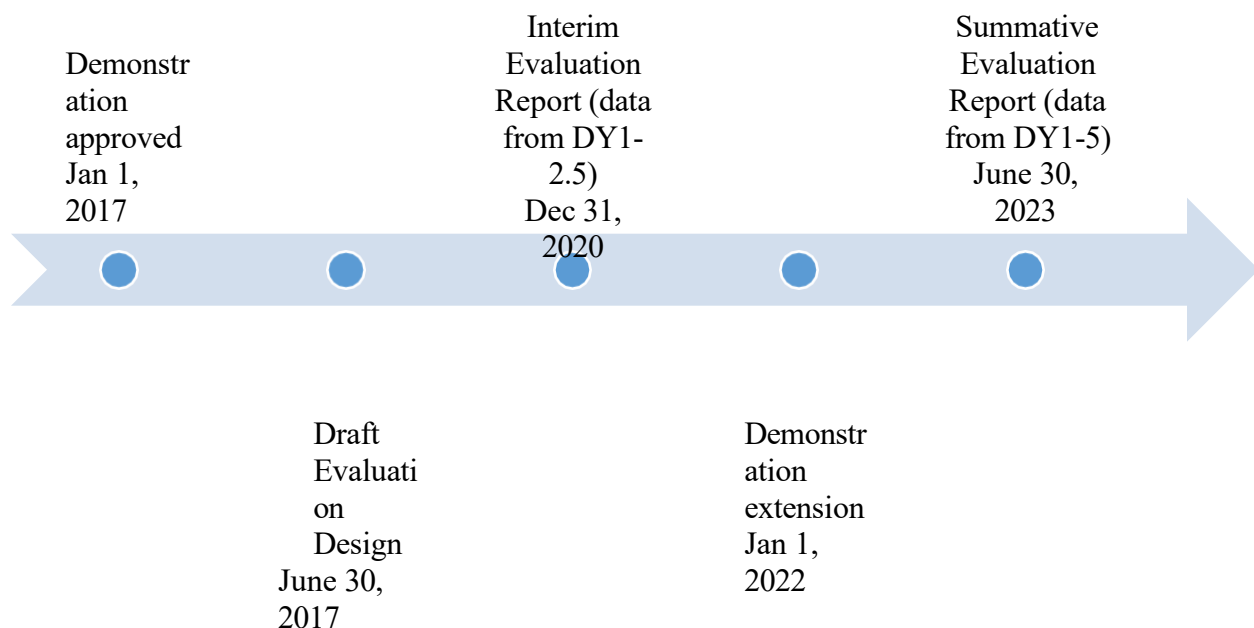 Demonstr
ation
approved
Jan 1,
2017
Draft
Evaluati
on
Design
June 30,
2017
Interim
Evaluation
Report (data
from DY1-
2.5)
Dec 31,
2020
Demonstr
ation
extension
Jan 1,
2022
Summative
Evaluation
Report (data
from DY1-5)
June 30,
2023